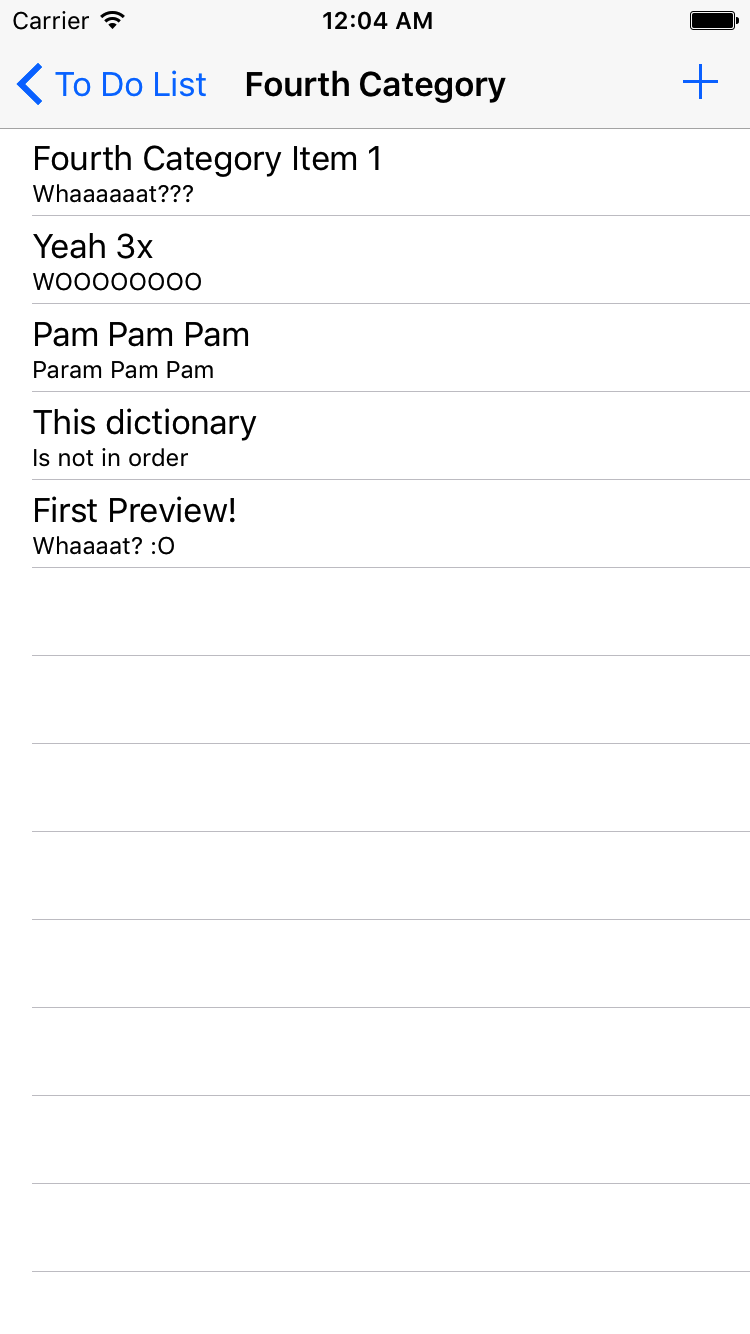 Carrier 12:04 AM
To Do List Fourth Category
Fourth Category Item 1
Whaaaaaat???
Yeah 3x
WOOOOOOOO
Pam Pam Pam
Param Pam Pam
This dictionary
Is not in order
First Preview!
Whaaaat? :O